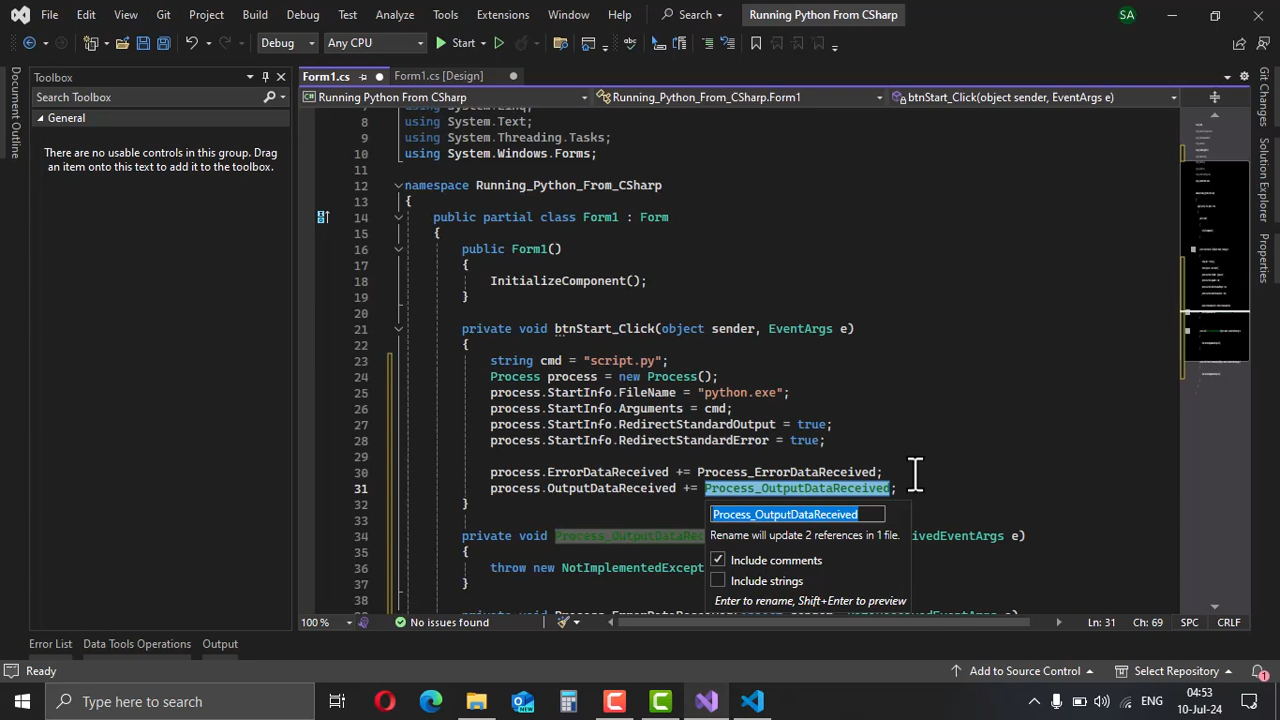 File Edit View Git Project Build Debug Test Analyze Tools Extensions Window Help Search Running Python From CSharp SA
Debug Any CPU Start
Toolbox
Search Toolbox
General
There are no usable controls in this group. Drag
an item onto this text to add it to the toolbox.
Document Outline
Form1.cs Form1.cs [Design]
Running Python From CSharp Running_Python_From_CSharp.Form1 btnStart_Click(object sender, EventArgs e)
8 using System.Text;
9 using System.Threading.Tasks;
10 using System.Windows.Forms;
11
12 namespace Running_Python_From_CSharp
13 {
14 public partial class Form1 : Form
15 {
16 public Form1()
17 {
18 InitializeComponent();
19 }
20
21 private void btnStart_Click(object sender, EventArgs e)
22 {
23 string cmd = "script.py";
24 Process process = new Process();
25 process.StartInfo.FileName = "python.exe";
26 process.StartInfo.Arguments = cmd;
27 process.StartInfo.RedirectStandardOutput = true;
28 process.StartInfo.RedirectStandardError = true;
29
30 process.ErrorDataReceived += Process_ErrorDataReceived;
31 process.OutputDataReceived += Process_OutputDataReceived;
32 }
33
34 private void Process_OutputDataRec ivedEventArgs e)
35 {
36 throw new NotImplementedExcept
37 }
38
Process_OutputDataReceived
Rename will update 2 references in 1 file.
Include comments
Include strings
Enter to rename, Shift+Enter to preview
Git Changes
Solution Explorer
Properties
100 % No issues found Ln: 31 Ch: 69 SPC CRLF
Error List Data Tools Operations Output
Ready Add to Source Control Select Repository 1
Type here to search NEW ENG 04:53
10-Jul-24